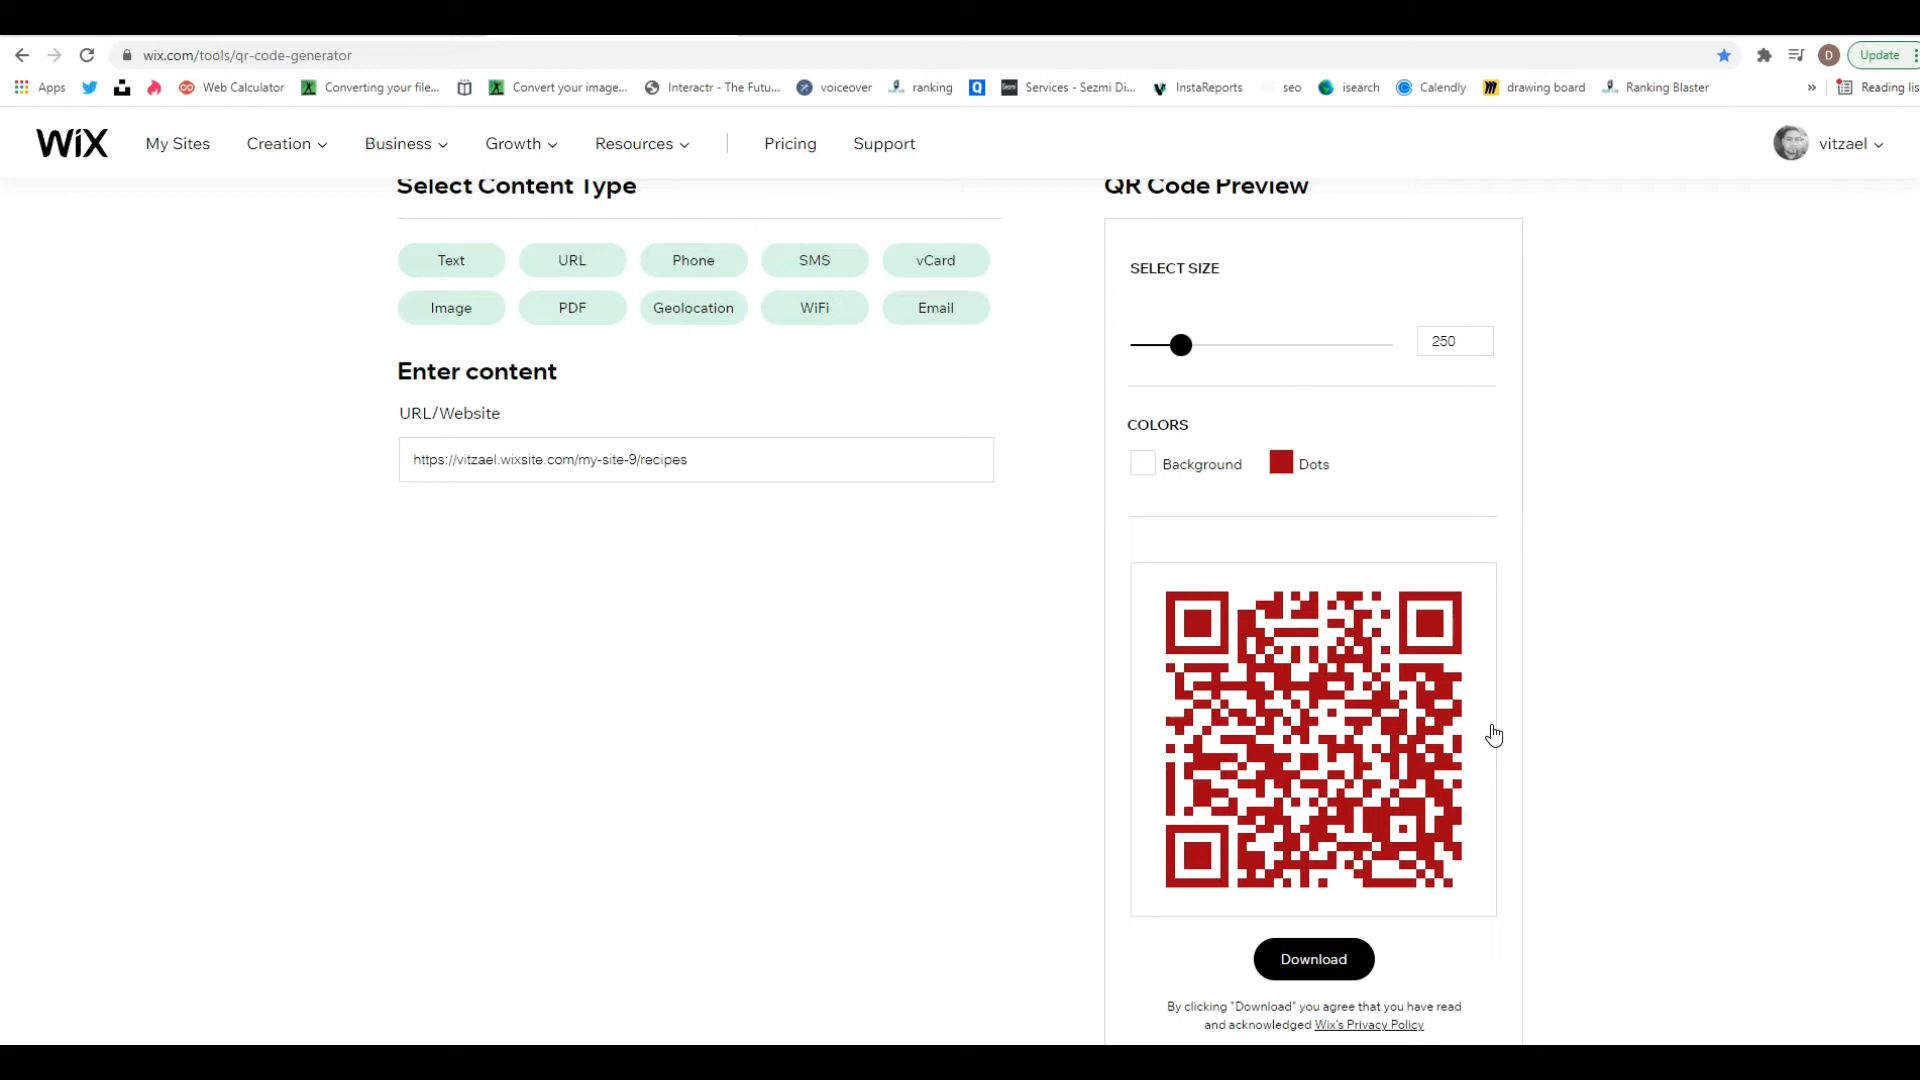 wix.com/tools/qr-code-generator
D
Update
Apps
Web Calculator
Converting your file...
Convert your image...
Interactr - The Futu...
voiceover
ranking
Q
Services - Sezmi Di...
InstaReports
seo
isearch
Calendly
drawing board
Ranking Blaster
»
Reading lis
WiX
My Sites
Creation
Business
Growth
Resources
Pricing
Support
vitzael
Select Content Type
Text
URL
Phone
SMS
vCard
Image
PDF
Geolocation
WiFi
Email
Enter content
URL/Website
https://vitzael.wixsite.com/my-site-9/recipes
QR Code Preview
SELECT SIZE
250
COLORS
Background
Dots
Download
By clicking "Download" you agree that you have read
and acknowledged Wix's Privacy Policy